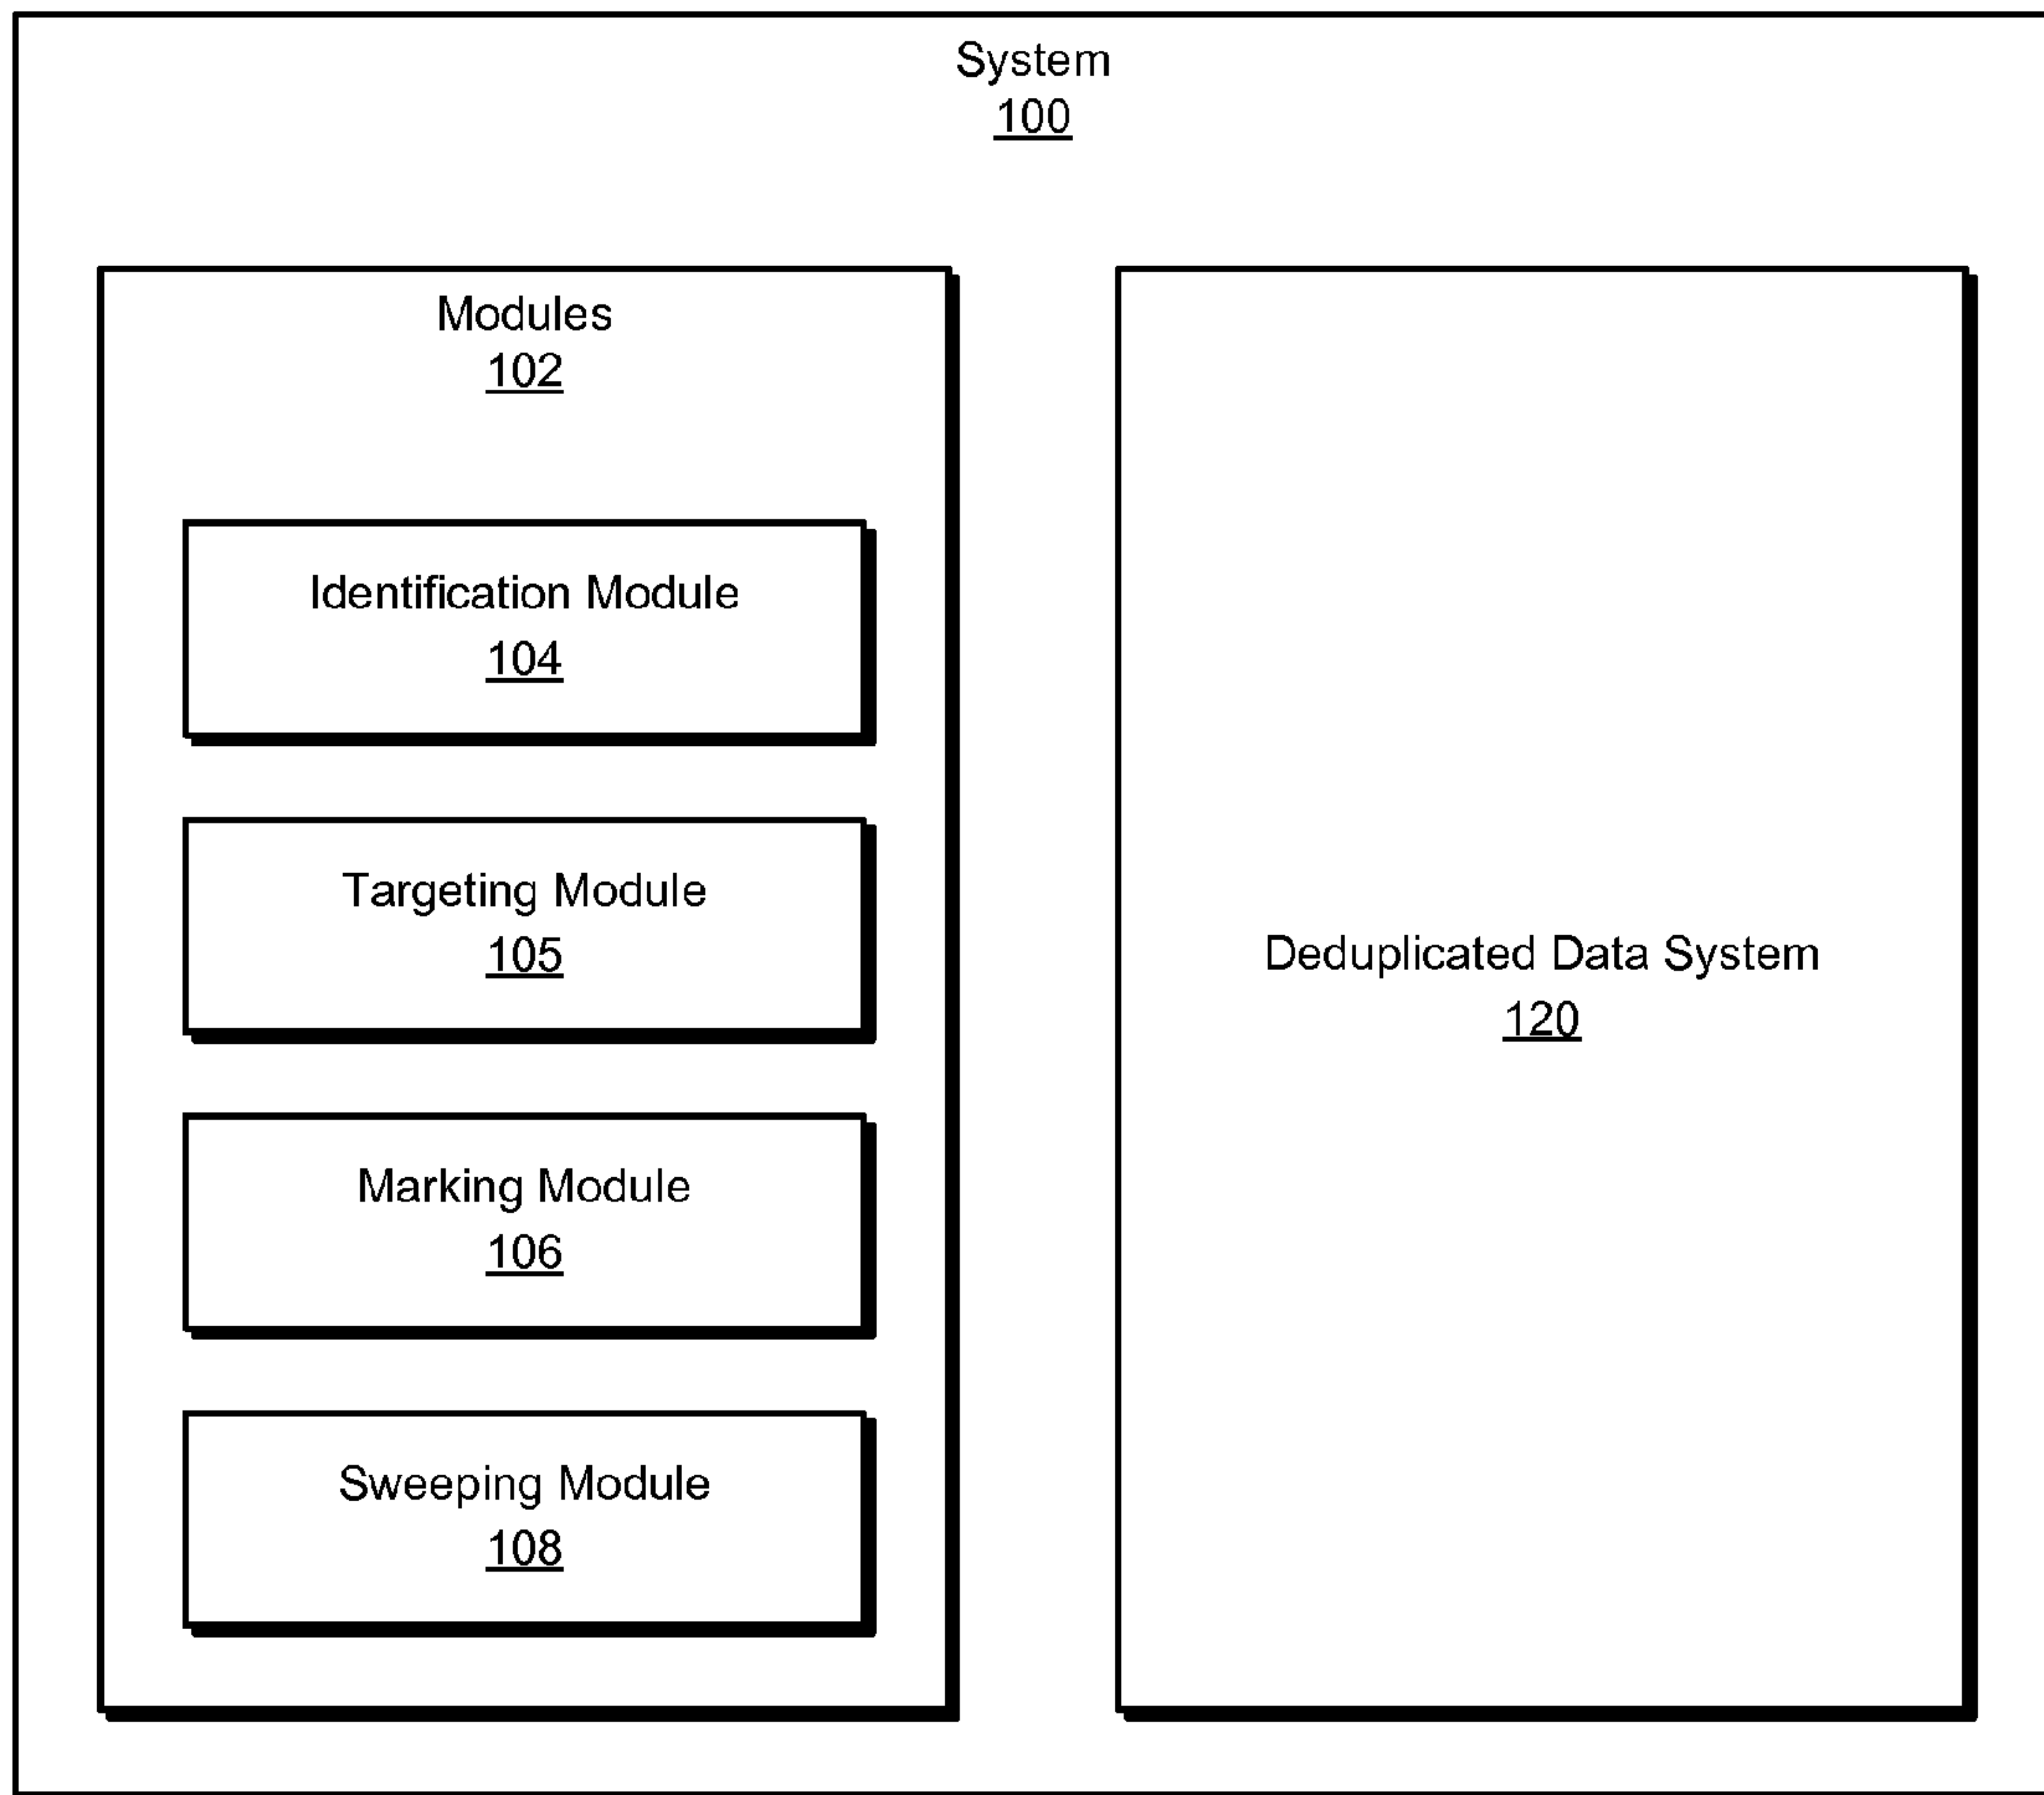 System
100
Modules
102
Identification Module
104
Targeting Module
105
Marking Module
106
Sweeping Module
108
Deduplicated Data System
120